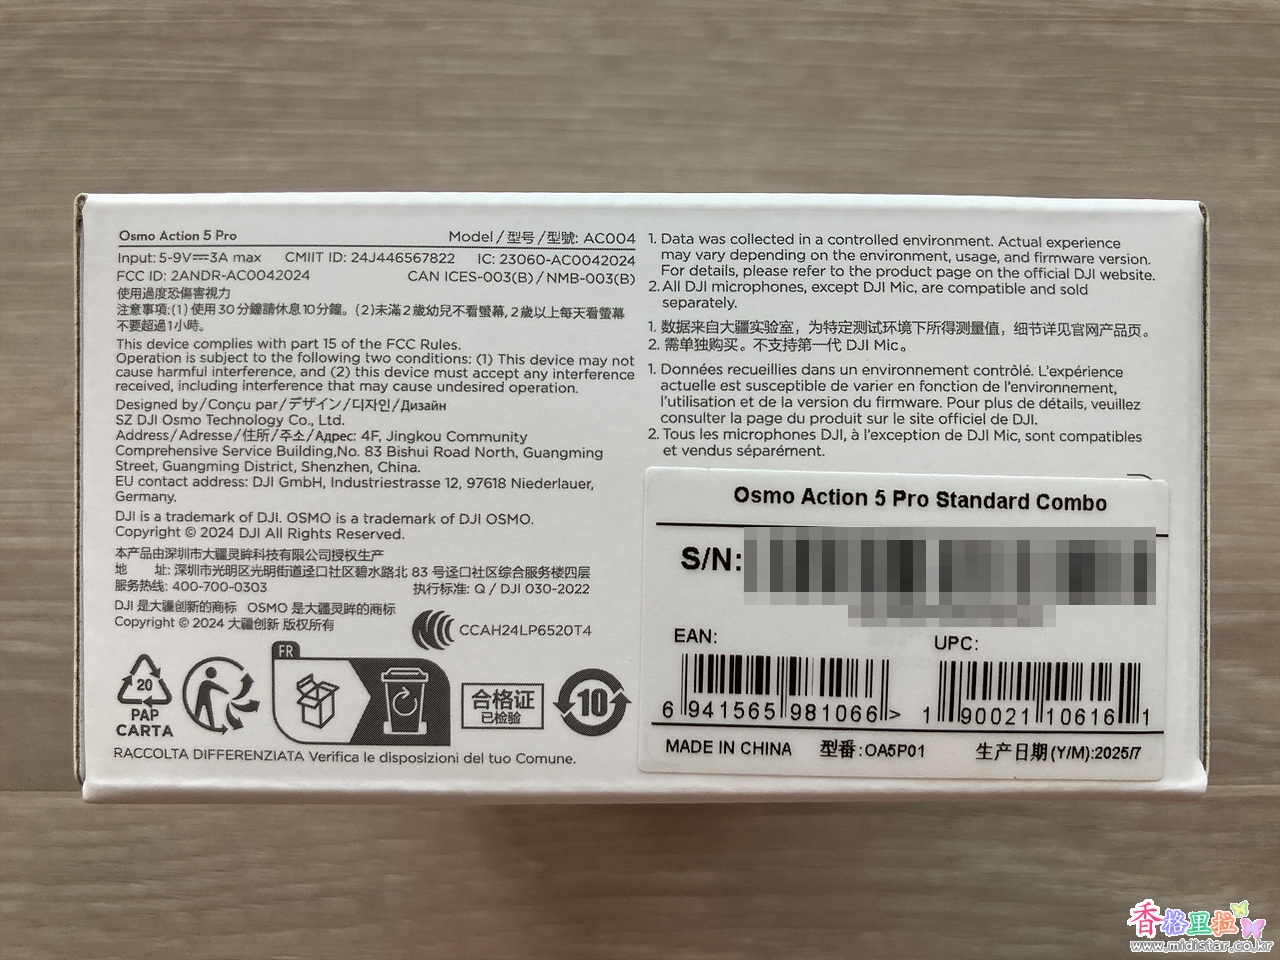 Osmo Action 5 Pro
Model / 型号 / 型號: AC004
Input: 5-9V⎓3A max CMIIT ID: 24J446567822 IC: 23060-AC0042024
FCC ID: 2ANDR-AC0042024 CAN ICES-003(B) / NMB-003(B)
使用過度恐傷害視力
注意事項:(1) 使用30分鐘請休息10分鐘。(2)未滿2歲幼兒不看螢幕, 2歲以上每天看螢幕
不要超過1小時。
This device complies with part 15 of the FCC Rules.
Operation is subject to the following two conditions: (1) This device may not
cause harmful interference, and (2) this device must accept any interference
received, including interference that may cause undesired operation.
Designed by/Conçu par/デザイン/디자인/Дизайн
SZ DJI Osmo Technology Co., Ltd.
Address/Adresse/住所/주소/Адрес: 4F, Jingkou Community
Comprehensive Service Building,No. 83 Bishui Road North, Guangming
Street, Guangming District, Shenzhen, China.
EU contact address: DJI GmbH, Industriestrasse 12, 97618 Niederlauer,
Germany.
DJI is a trademark of DJI. OSMO is a trademark of DJI OSMO.
Copyright © 2024 DJI All Rights Reserved.
本产品由深圳市大疆灵眸科技有限公司授权生产
地 址: 深圳市光明区光明街道迳口社区碧水路北 83 号迳口社区综合服务楼四层
服务热线: 400-700-0303 执行标准: Q / DJI 030-2022
DJI 是大疆创新的商标 OSMO 是大疆灵眸的商标
Copyright © 2024 大疆创新 版权所有
CCAH24LP6520T4
20
PAP
CARTA
FR
合格证
已检验
10
RACCOLTA DIFFERENZIATA Verifica le disposizioni del tuo Comune.
1. Data was collected in a controlled environment. Actual experience
may vary depending on the environment, usage, and firmware version.
For details, please refer to the product page on the official DJI website.
2. All DJI microphones, except DJI Mic, are compatible and sold
separately.
1. 数据来自大疆实验室，为特定测试环境下所得测量值，细节详见官网产品页。
2. 需单独购买。不支持第一代 DJI Mic。
1. Données recueillies dans un environnement contrôlé. L'expérience
actuelle est susceptible de varier en fonction de l'environnement,
l'utilisation et de la version du firmware. Pour plus de détails, veuillez
consulter la page du produit sur le site officiel de DJI.
2. Tous les microphones DJI, à l'exception de DJI Mic, sont compatibles
et vendus séparément.
Osmo Action 5 Pro Standard Combo
S/N:
EAN: UPC:
6 941565 981066 > 1 90021 10616 1
MADE IN CHINA 型番:OA5P01 生产日期(Y/M):2025/7
香格里拉
www.midistar.co.kr